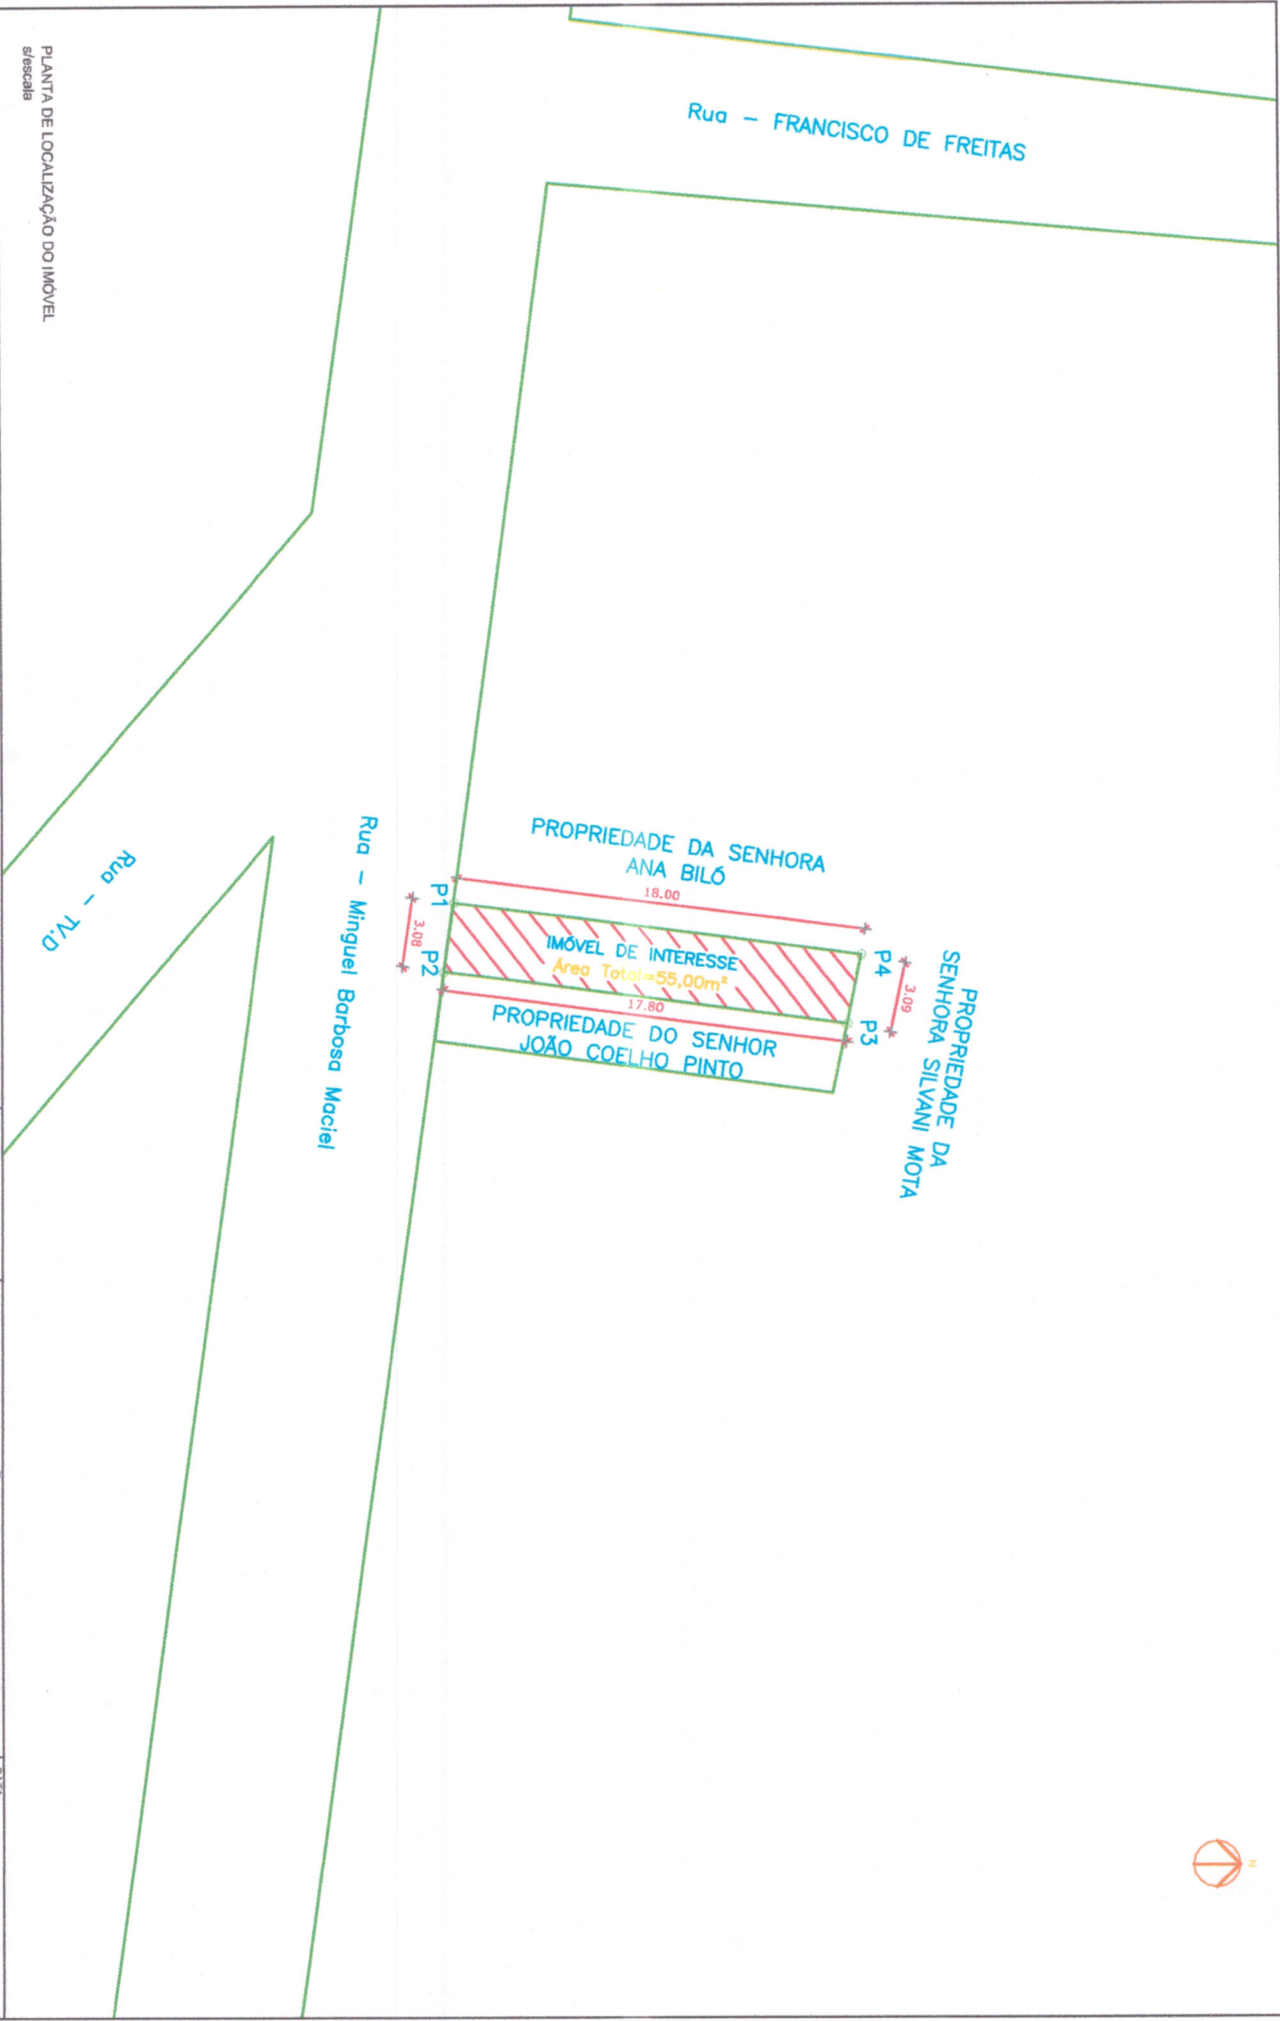 Rua - FRANCISCO DE FREITAS
PROPRIEDADE DA
SENHORA SILVANI MOTA
PROPRIEDADE DA SENHORA
ANA BILÓ
18.00
P4
3.09
P3
IMÓVEL DE INTERESSE
Área Total=55,00m²
17.80
PROPRIEDADE DO SENHOR
JOÃO COELHO PINTO
P1
3.08
P2
Rua - Minguel Barbosa Maciel
Rua - TV.D
N
PLANTA DE LOCALIZAÇÃO DO IMÓVEL
s/escala